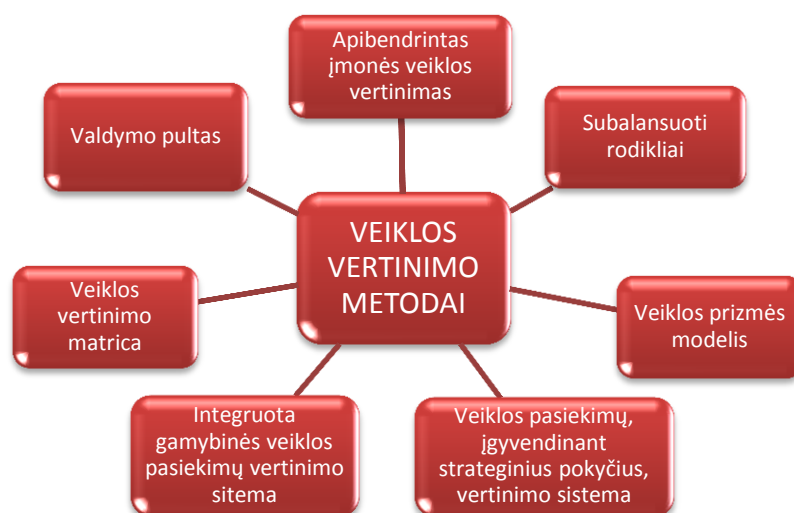 Apibendrintas
įmonės veiklos
vertinimas
Valdymo pultas
Subalansuoti
rodikliai
VEIKLOS
VERTINIMO
METODAI
Veiklos
vertinimo
matrica
Veiklos prizmės
modelis
Integruota
gamybinės veiklos
pasiekimų vertinimo
sitema
Veiklos pasiekimų,
įgyvendinant
strateginius pokyčius,
vertinimo sistema